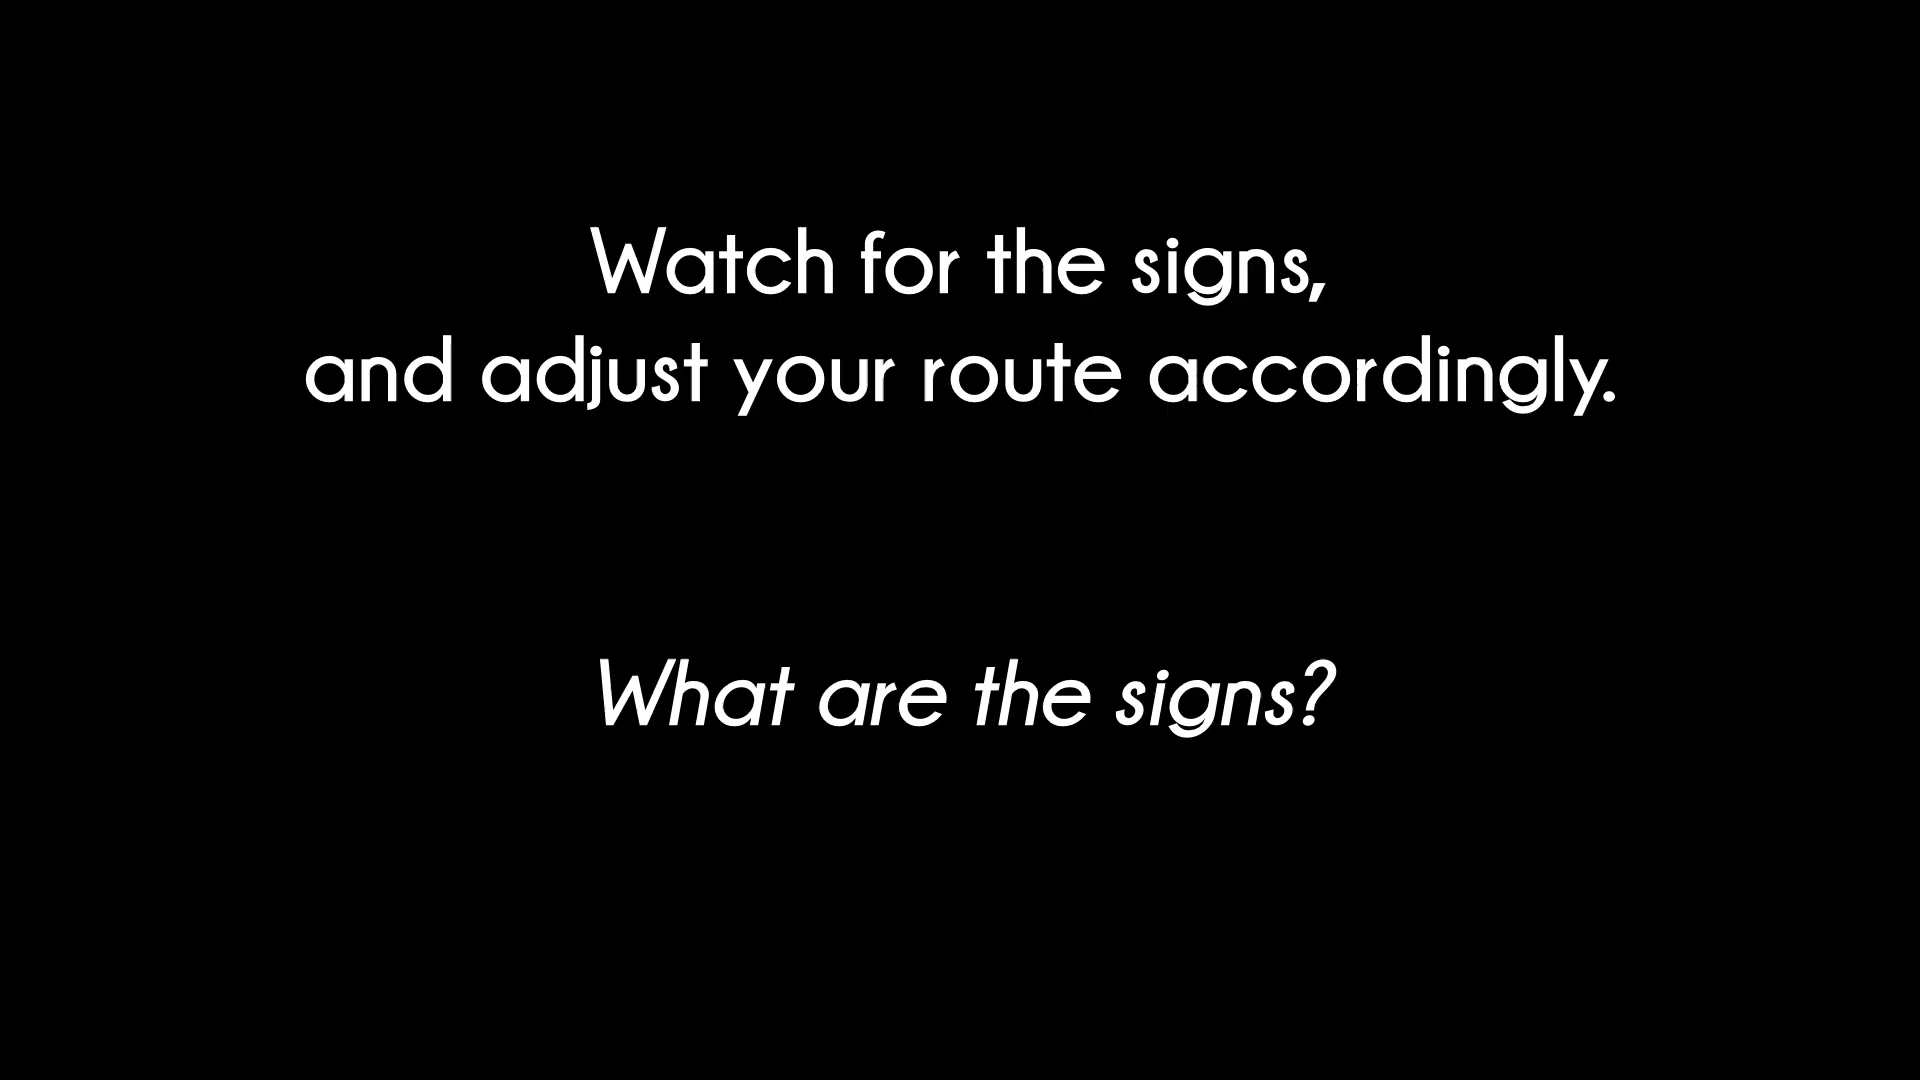 Watch for the signs,
and adjust your route accordingly.
What are the signs?